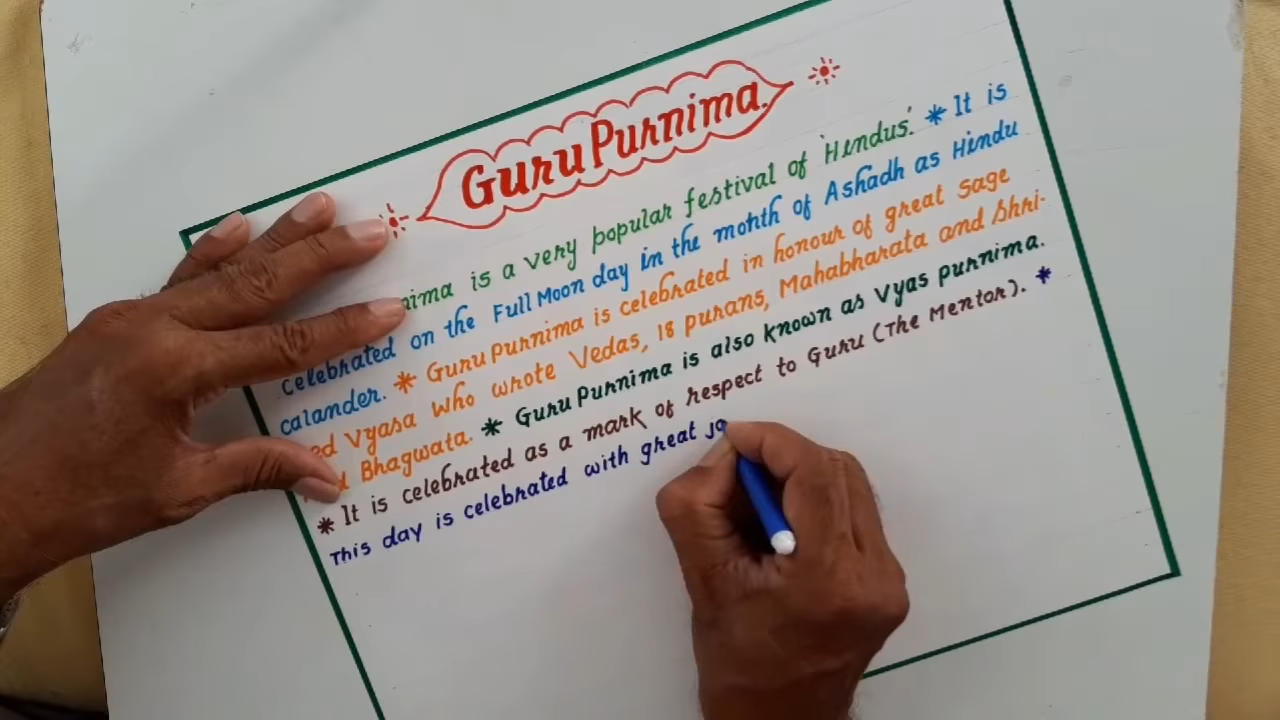 Guru Purnima.
is a very popular festival of 'Hindus'. * It is
celebrated on the Full Moon day in the month of Ashadh as Hindu
calander. * Guru Purnima is celebrated in honour of great sage
Vyasa who wrote Vedas, 18 purans, Mahabharata and Shri-
Bhagwata. * Guru Purnima is also known as Vyas purnima.
* It is celebrated as a mark of respect to Guru (The Mentor). *
This day is celebrated with great